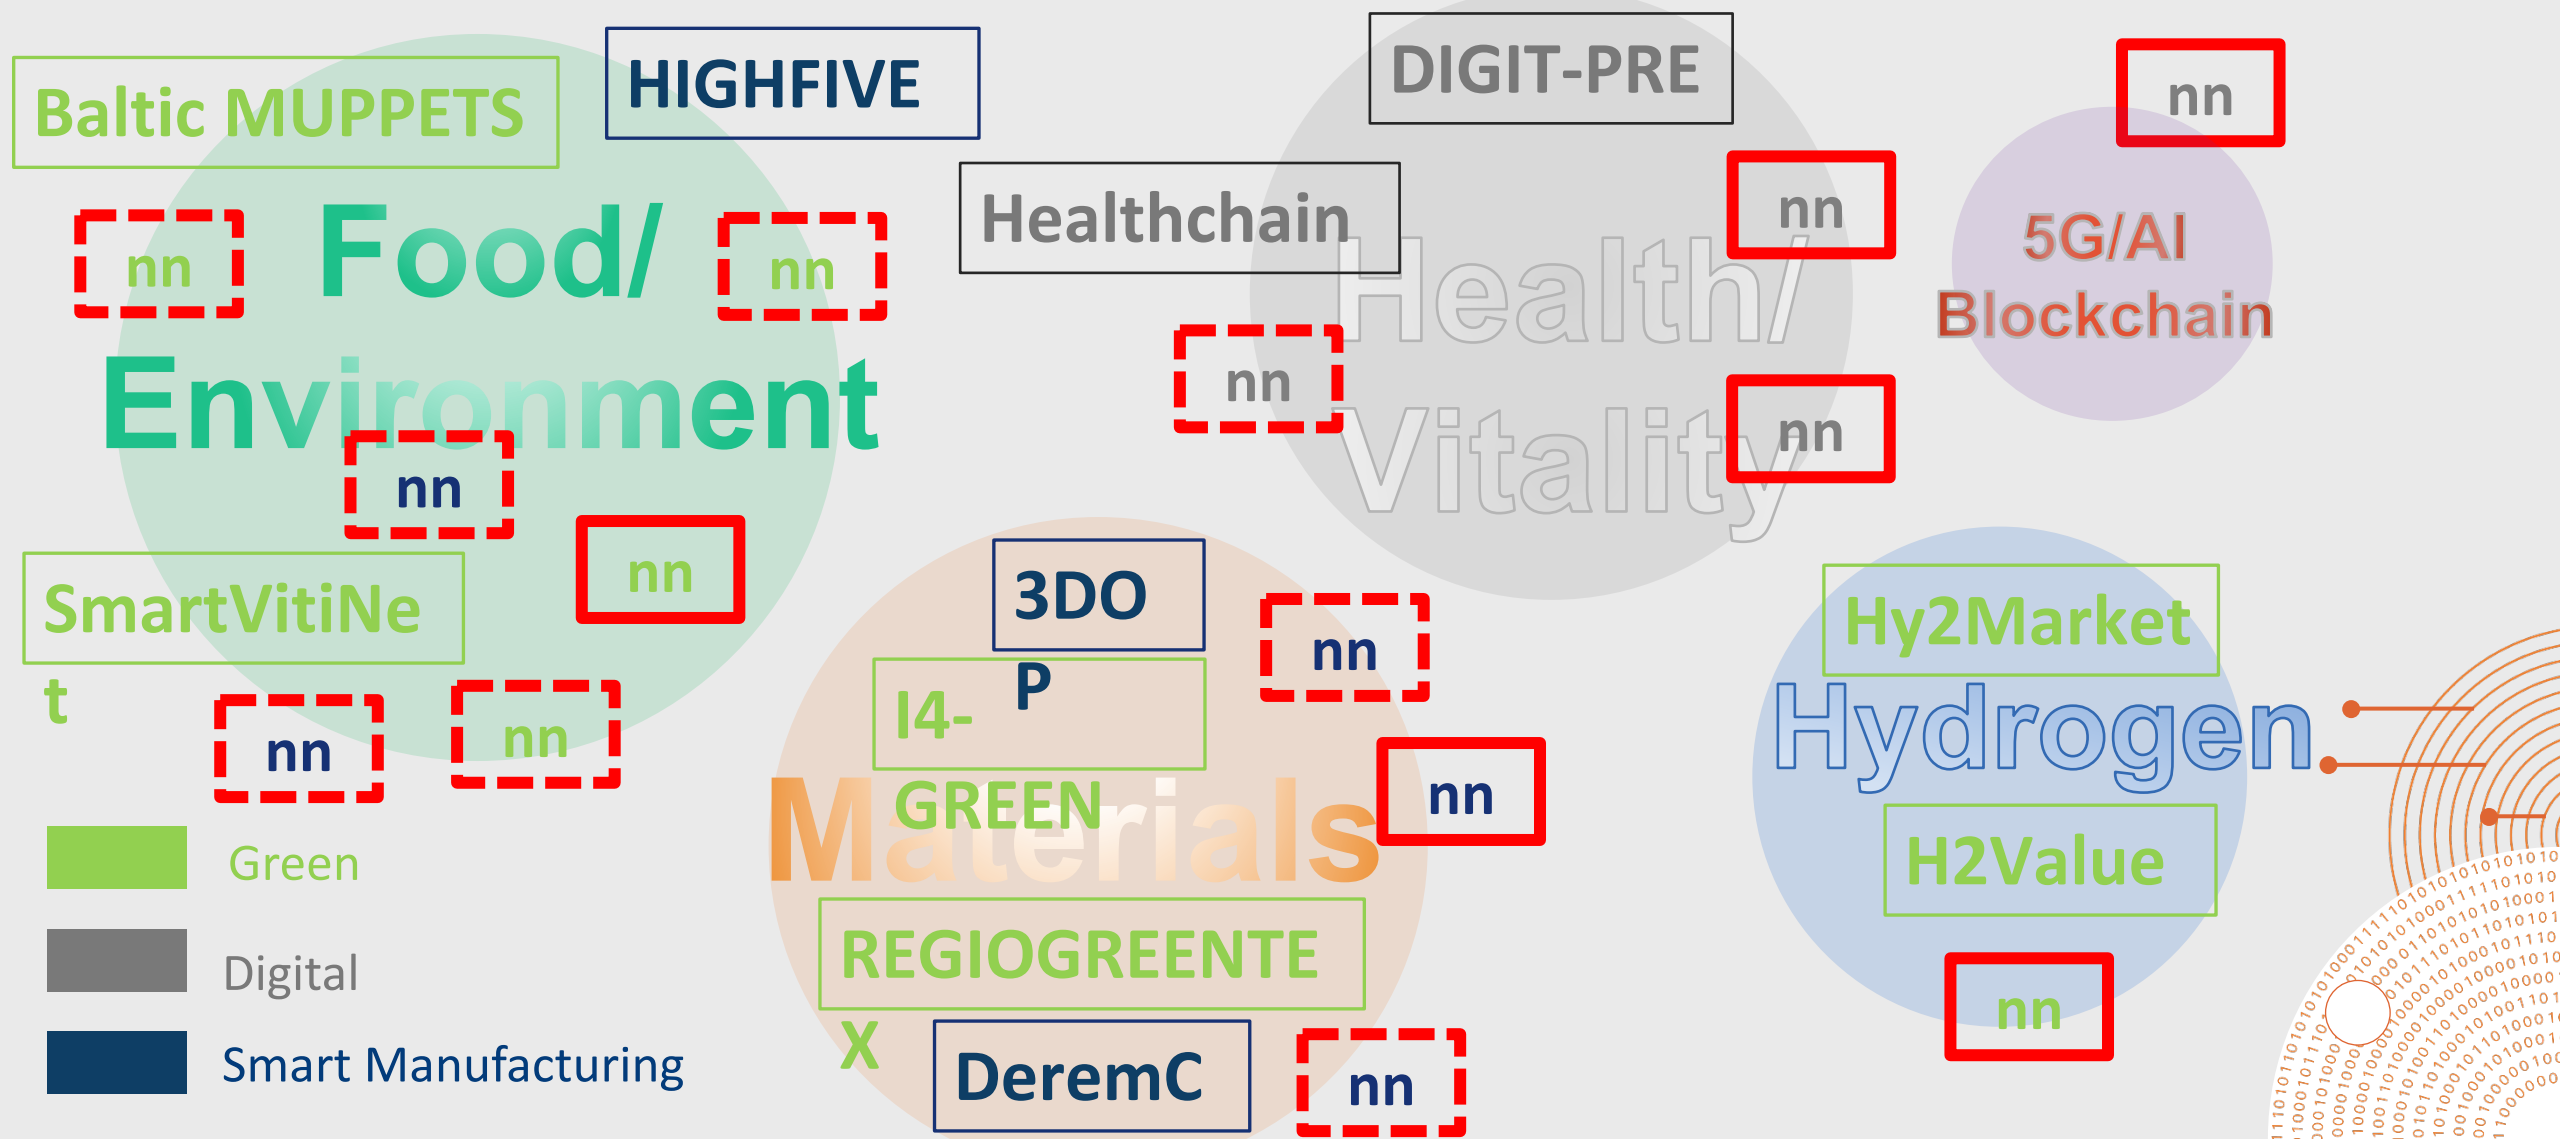 Baltic MUPPETS
HIGHFIVE
DIGIT-PRE
nn
Healthchain
nn
nn
Food/
nn
5G/AI
Blockchain
Health/
Environment
nn
nn
Vitality
nn
nn
SmartVitiNe
t
nn
nn
3DO
P
nn
I4-
GREEN
nn
Materials
REGIOGREENTE
X
DeremC
nn
Hy2Market
Hydrogen
H2Value
nn
Green
Digital
Smart Manufacturing